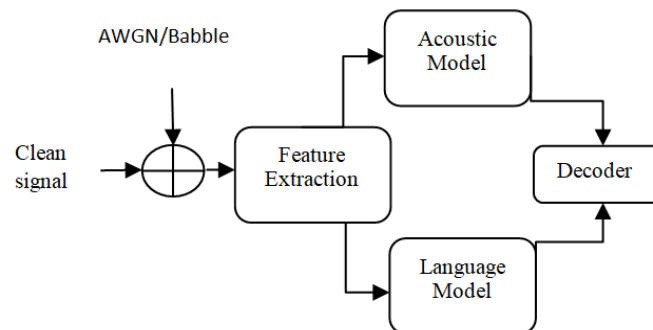 AWGN/Babble
Acoustic
Model
Clean
signal
Feature
Extraction
Decoder
Language
Model